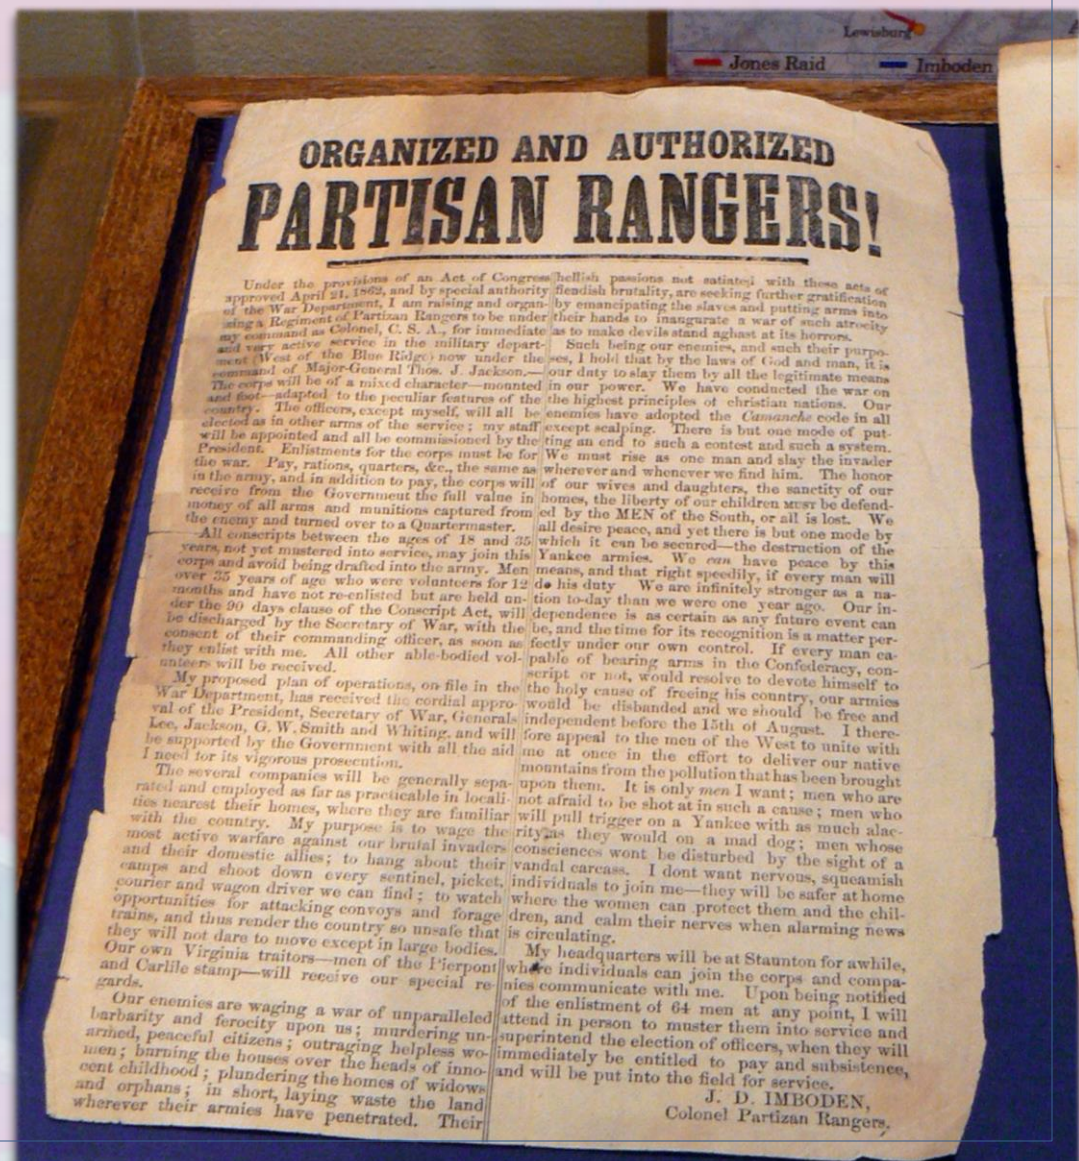 Lewisburg
Jones Raid
Imboden
ORGANIZED AND AUTHORIZED
PARTISAN RANGERS!
Under the provisions of an Act of Congress
approved April 21, 1862, and by special authority
of the War Department, I am raising and organ-
ising a Regiment of Partizan Rangers to be under
my command as Colonel, C. S. A., for immediate
and very active service in the military depart-
ment (West of the Blue Ridge) now under the
command of Major-General Thos. J. Jackson.—
The corps will be of a mixed character—mounted
and foot—adapted to the peculiar features of the
country. The officers, except myself, will all be
elected as in other arms of the service; my staff
will be appointed and all be commissioned by the
President. Enlistments for the corps must be for
the war. Pay, rations, quarters, &c., the same as
in the army, and in addition to pay, the corps will
receive from the Government the full value in
money of all arms and munitions captured from
the enemy and turned over to a Quartermaster.
All conscripts between the ages of 18 and 35
years, not yet mustered into service, may join this
corps and avoid being drafted into the army. Men
over 35 years of age who were volunteers for 12
months and have not re-enlisted but are held un-
der the 90 days clause of the Conscript Act, will
be discharged by the Secretary of War, with the
consent of their commanding officer, as soon as
they enlist with me. All other able-bodied vol-
unteers will be received.
My proposed plan of operations, on file in the
War Department, has received the cordial appro-
val of the President, Secretary of War, Generals
Lee, Jackson, G. W. Smith and Whiting, and will
be supported by the Government with all the aid
I need for its vigorous prosecution.
The several companies will be generally sepa-
rated and employed as far as practicable in locali-
ties nearest their homes, where they are familiar
with the country. My purpose is to wage the
most active warfare against our brutal invaders
and their domestic allies; to hang about their
camps and shoot down every sentinel, picket,
courier and wagon driver we can find; to watch
opportunities for attacking convoys and forage
trains, and thus render the country so unsafe that
they will not dare to move except in large bodies.
Our own Virginia traitors—men of the Pierpont
and Carlile stamp—will receive our special re-
gards.
Our enemies are waging a war of unparalleled
barbarity and ferocity upon us; murdering un-
armed, peaceful citizens; outraging helpless wo-
men; burning the houses over the heads of inno-
cent childhood; plundering the homes of widows
and orphans; in short, laying waste the land
wherever their armies have penetrated. Their
hellish passions not satiated with these acts of
fiendish brutality, are seeking further gratification
by emancipating the slaves and putting arms into
their hands to inaugurate a war of such atrocity
as to make devils stand aghast at its horrors.
Such being our enemies, and such their purpo-
ses, I hold that by the laws of God and man, it is
our duty to slay them by all the legitimate means
in our power. We have conducted the war on
the highest principles of christian nations. Our
enemies have adopted the Camanche code in all
except scalping. There is but one mode of put-
ting an end to such a contest and such a system.
We must rise as one man and slay the invader
wherever and whenever we find him. The honor
of our wives and daughters, the sanctity of our
homes, the liberty of our children MUST be defend-
ed by the MEN of the South, or all is lost. We
all desire peace, and yet there is but one mode by
which it can be secured—the destruction of the
Yankee armies. We can have peace by this
means, and that right speedily, if every man will
do his duty We are infinitely stronger as a na-
tion to-day than we were one year ago. Our in-
dependence is as certain as any future event can
be, and the time for its recognition is a matter per-
fectly under our own control. If every man ca-
pable of bearing arms in the Confederacy, con-
script or not, would resolve to devote himself to
the holy cause of freeing his country, our armies
would be disbanded and we should be free and
independent before the 15th of August. I there-
fore appeal to the men of the West to unite with
me at once in the effort to deliver our native
mountains from the pollution that has been brought
upon them. It is only men I want; men who are
not afraid to be shot at in such a cause; men who
will pull trigger on a Yankee with as much alac-
rity as they would on a mad dog; men whose
consciences wont be disturbed by the sight of a
vandal carcass. I dont want nervous, squeamish
individuals to join me—they will be safer at home
where the women can protect them and the chil-
dren, and calm their nerves when alarming news
is circulating.
My headquarters will be at Staunton for awhile,
where individuals can join the corps and compa-
nies communicate with me. Upon being notified
of the enlistment of 64 men at any point, I will
attend in person to muster them into service and
superintend the election of officers, when they will
immediately be entitled to pay and subsistence,
and will be put into the field for service.
J. D. IMBODEN,
Colonel Partizan Rangers.